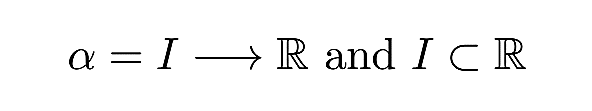 α = I ⟶ ℝ and I ⊂ ℝ